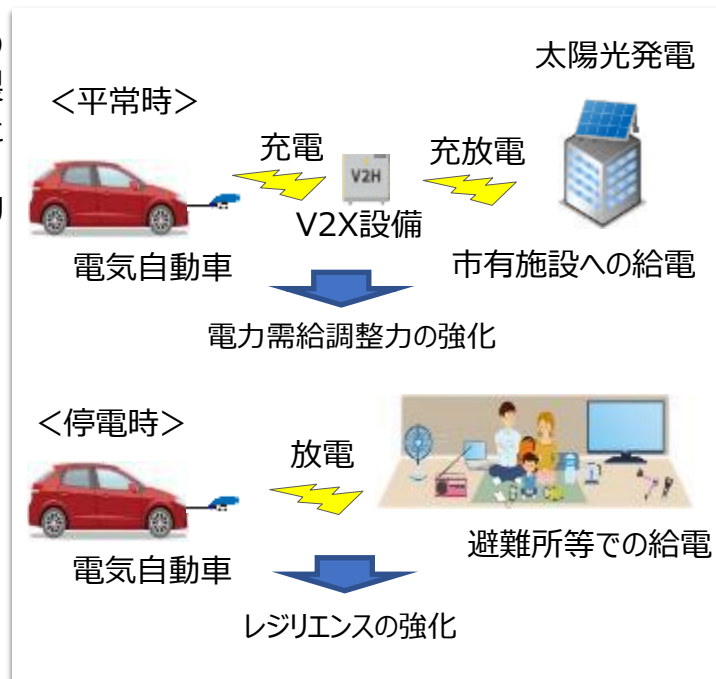 太陽光発電
＜平常時＞
充電
充放電
V2H
V2X設備
電気自動車
市有施設への給電
電力需給調整力の強化
＜停電時＞
放電
電気自動車
避難所等での給電
レジリエンスの強化